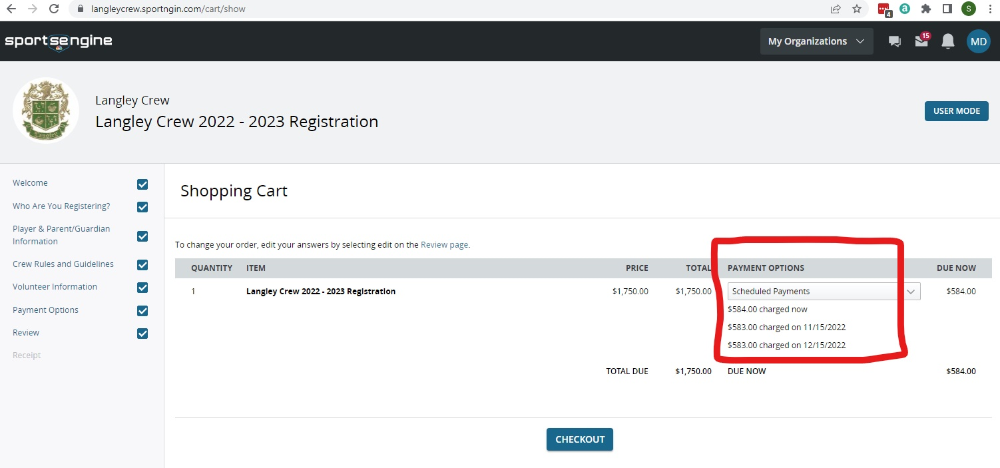 langleycrew.sportngin.com/cart/show
4
S
sportsengine
My Organizations
15
MD
Langley Crew
Langley Crew 2022 - 2023 Registration
USER MODE
Langley
Welcome
Who Are You Registering?
Player & Parent/Guardian
Information
Crew Rules and Guidelines
Volunteer Information
Payment Options
Review
Receipt
Shopping Cart
To change your order, edit your answers by selecting edit on the Review page.
QUANTITY ITEM PRICE TOTAL PAYMENT OPTIONS DUE NOW
1 Langley Crew 2022 - 2023 Registration $1,750.00 $1,750.00 Scheduled Payments $584.00
$584.00 charged now
$583.00 charged on 11/15/2022
$583.00 charged on 12/15/2022
TOTAL DUE $1,750.00 DUE NOW $584.00
CHECKOUT